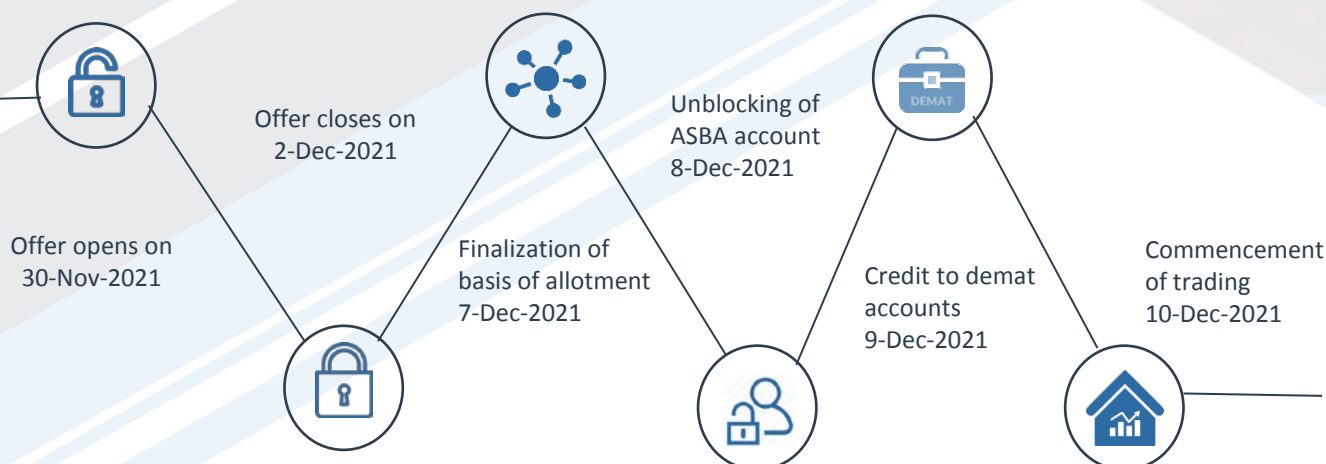 Offer opens on
30-Nov-2021
Offer closes on
2-Dec-2021
Finalization of
basis of allotment
7-Dec-2021
Unblocking of
ASBA account
8-Dec-2021
DEMAT
Credit to demat
accounts
9-Dec-2021
Commencement
of trading
10-Dec-2021